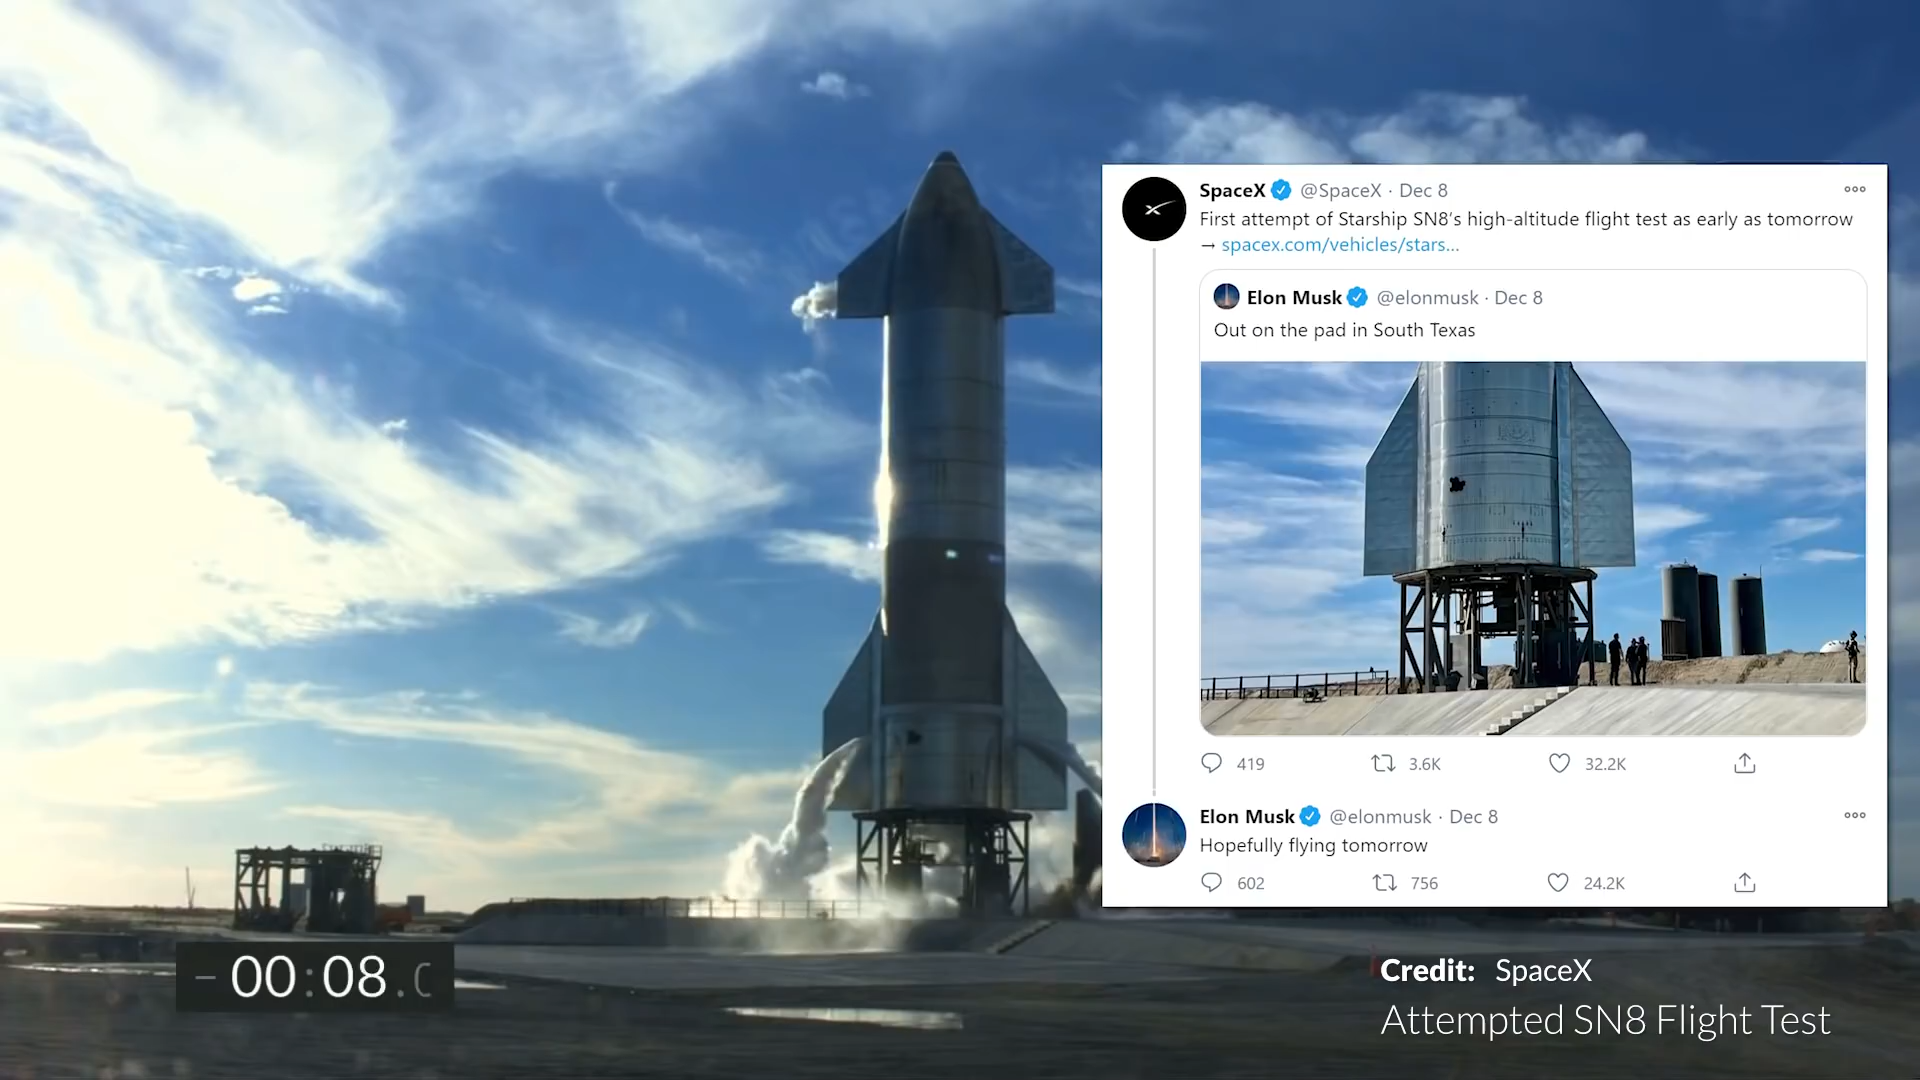 SpaceX @SpaceX · Dec 8
First attempt of Starship SN8's high-altitude flight test as early as tomorrow
→ spacex.com/vehicles/stars...
Elon Musk @elonmusk · Dec 8
Out on the pad in South Texas
419 3.6K 32.2K
Elon Musk @elonmusk · Dec 8
Hopefully flying tomorrow
602 756 24.2K
– 00:08.0
Credit: SpaceX
Attempted SN8 Flight Test